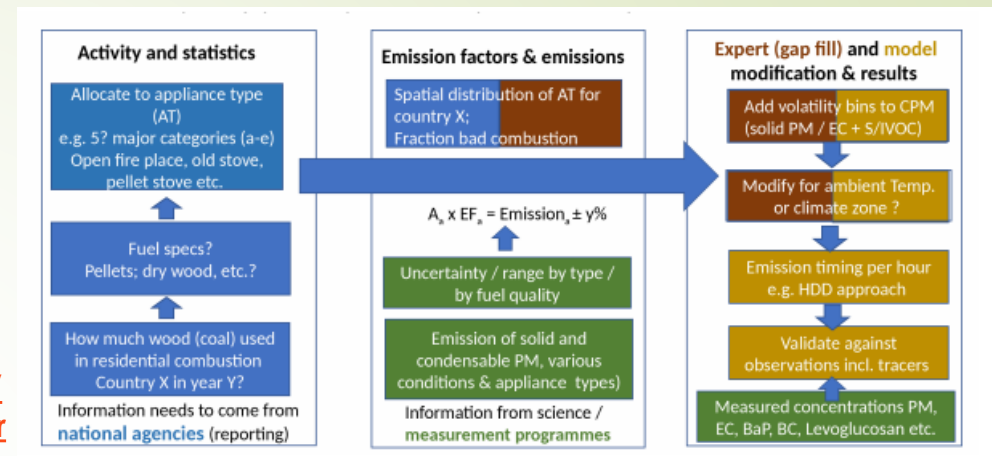 Activity and statistics
Allocate to appliance type
(AT)
e.g. 5? major categories (a-e)
Open fire place, old stove,
pellet stove etc.
Fuel specs?
Pellets; dry wood, etc.?
How much wood (coal) used
in residential combustion
Country X in year Y?
Information needs to come from
national agencies (reporting)
Emission factors & emissions
Spatial distribution of AT for
country X;
Fraction bad combustion
Aₐ x EFₐ = Emissionₐ ± y%
Uncertainty / range by type /
by fuel quality
Emission of solid and
condensable PM, various
conditions & appliance types)
Information from science /
measurement programmes
Expert (gap fill) and model
modification & results
Add volatility bins to CPM
(solid PM / EC + S/IVOC)
Modify for ambient Temp.
or climate zone ?
Emission timing per hour
e.g. HDD approach
Validate against
observations incl. tracers
Measured concentrations PM,
EC, BaP, BC, Levoglucosan etc.